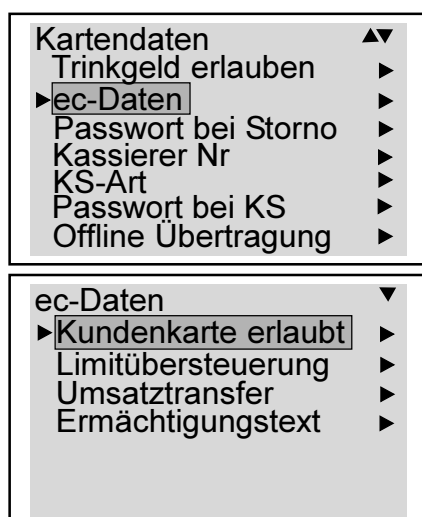 Kartendaten
Trinkgeld erlauben
ec-Daten
Passwort bei Storno
Kassierer Nr
KS-Art
Passwort bei KS
Offline Übertragung
ec-Daten
Kundenkarte erlaubt
Limitübersteuerung
Umsatztransfer
Ermächtigungstext